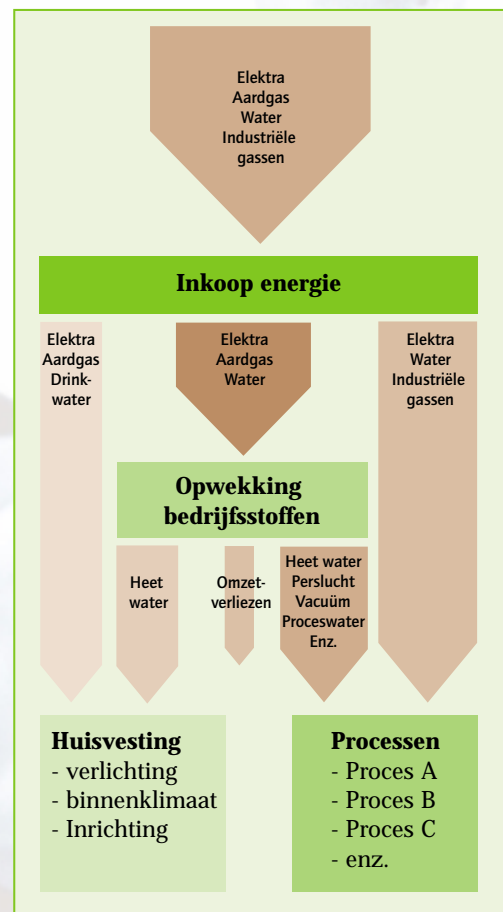 Elektra
Aardgas
Water
Industriële
gassen
Inkoop energie
Elektra
Aardgas
Drink-
water
Elektra
Aardgas
Water
Elektra
Water
Industriële
gassen
Opwekking
bedrijfsstoffen
Heet
water
Omzet-
verliezen
Heet water
Perslucht
Vacuüm
Proceswater
Enz.
Huisvesting
- verlichting
- binnenklimaat
- Inrichting
Processen
- Proces A
- Proces B
- Proces C
- enz.